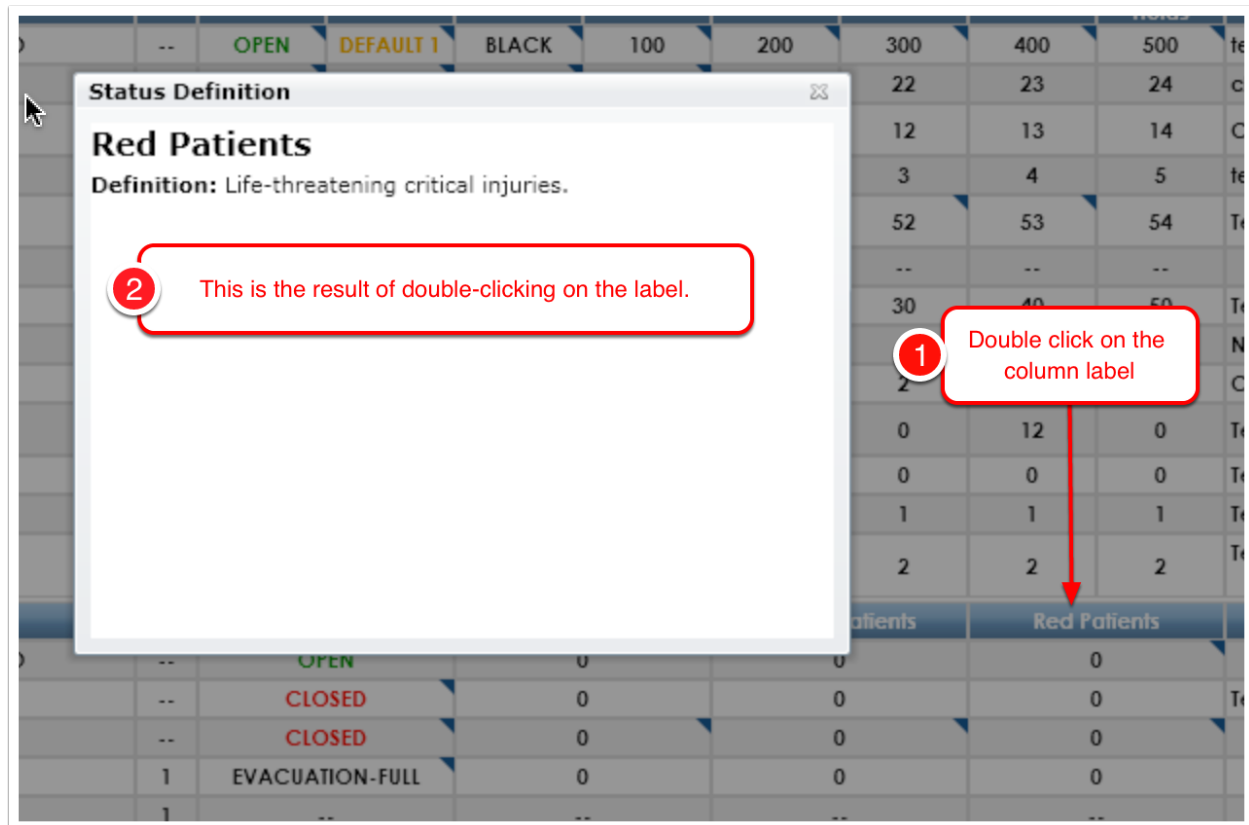 -- OPEN DEFAULT 1 BLACK 100 200 300 400 500
Status Definition
22 23 24
Red Patients
12 13 14
Definition: Life-threatening critical injuries.
3 4 5
52 53 54
-- -- --
2 This is the result of double-clicking on the label.
30 40 50
1 Double click on the
column label
2
0 12 0
0 0 0
1 1 1
2 2 2
Red Patients
-- OPEN 0 0 0
-- CLOSED 0 0 0
-- CLOSED 0 0 0
1 EVACUATION-FULL 0 0 0
1 -- -- -- --